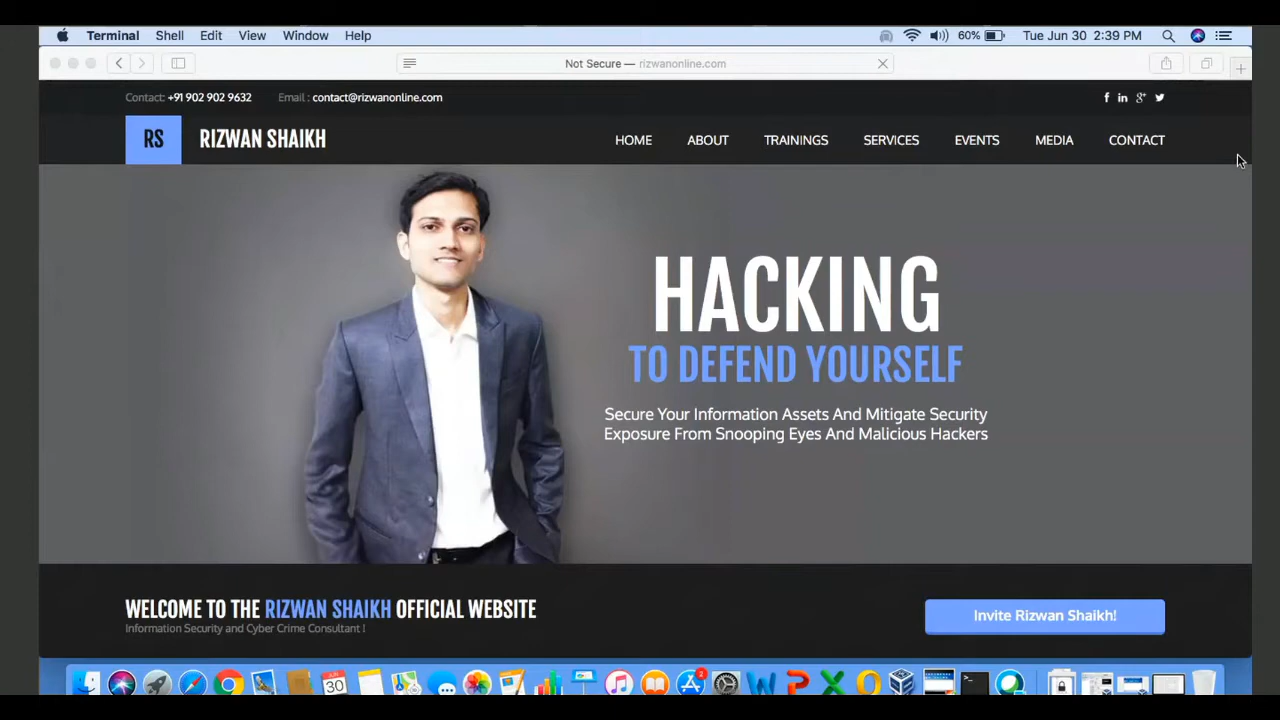 Terminal Shell Edit View Window Help 60% Tue Jun 30 2:39 PM
Not Secure — rizwanonline.com
Contact: +91 902 902 9632 Email : contact@rizwanonline.com
RS RIZWAN SHAIKH HOME ABOUT TRAININGS SERVICES EVENTS MEDIA CONTACT
HACKING
TO DEFEND YOURSELF
Secure Your Information Assets And Mitigate Security
Exposure From Snooping Eyes And Malicious Hackers
WELCOME TO THE RIZWAN SHAIKH OFFICIAL WEBSITE
Information Security and Cyber Crime Consultant !
Invite Rizwan Shaikh!
30